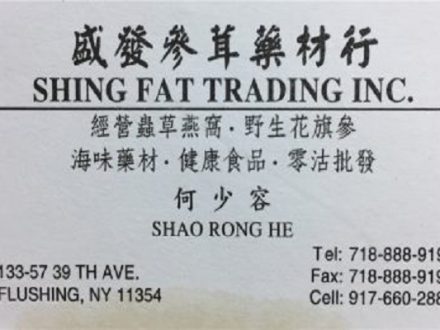 盛發參茸藥材行
SHING FAT TRADING INC.
經營蟲草燕窩·野生花旗參
海味藥材·健康食品·零沽批發
何少容
SHAO RONG HE
133-57 39 TH AVE.
FLUSHING, NY 11354
Tel: 718-888-919
Fax: 718-888-919
Cell: 917-660-288